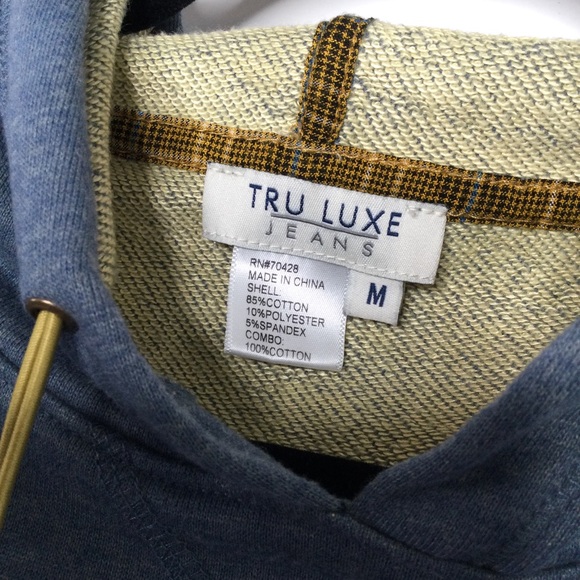 TRU LUXE
JEANS
RN#70428
MADE IN CHINA
SHELL:
85%COTTON
10%POLYESTER
5%SPANDEX
COMBO:
100%COTTON
M